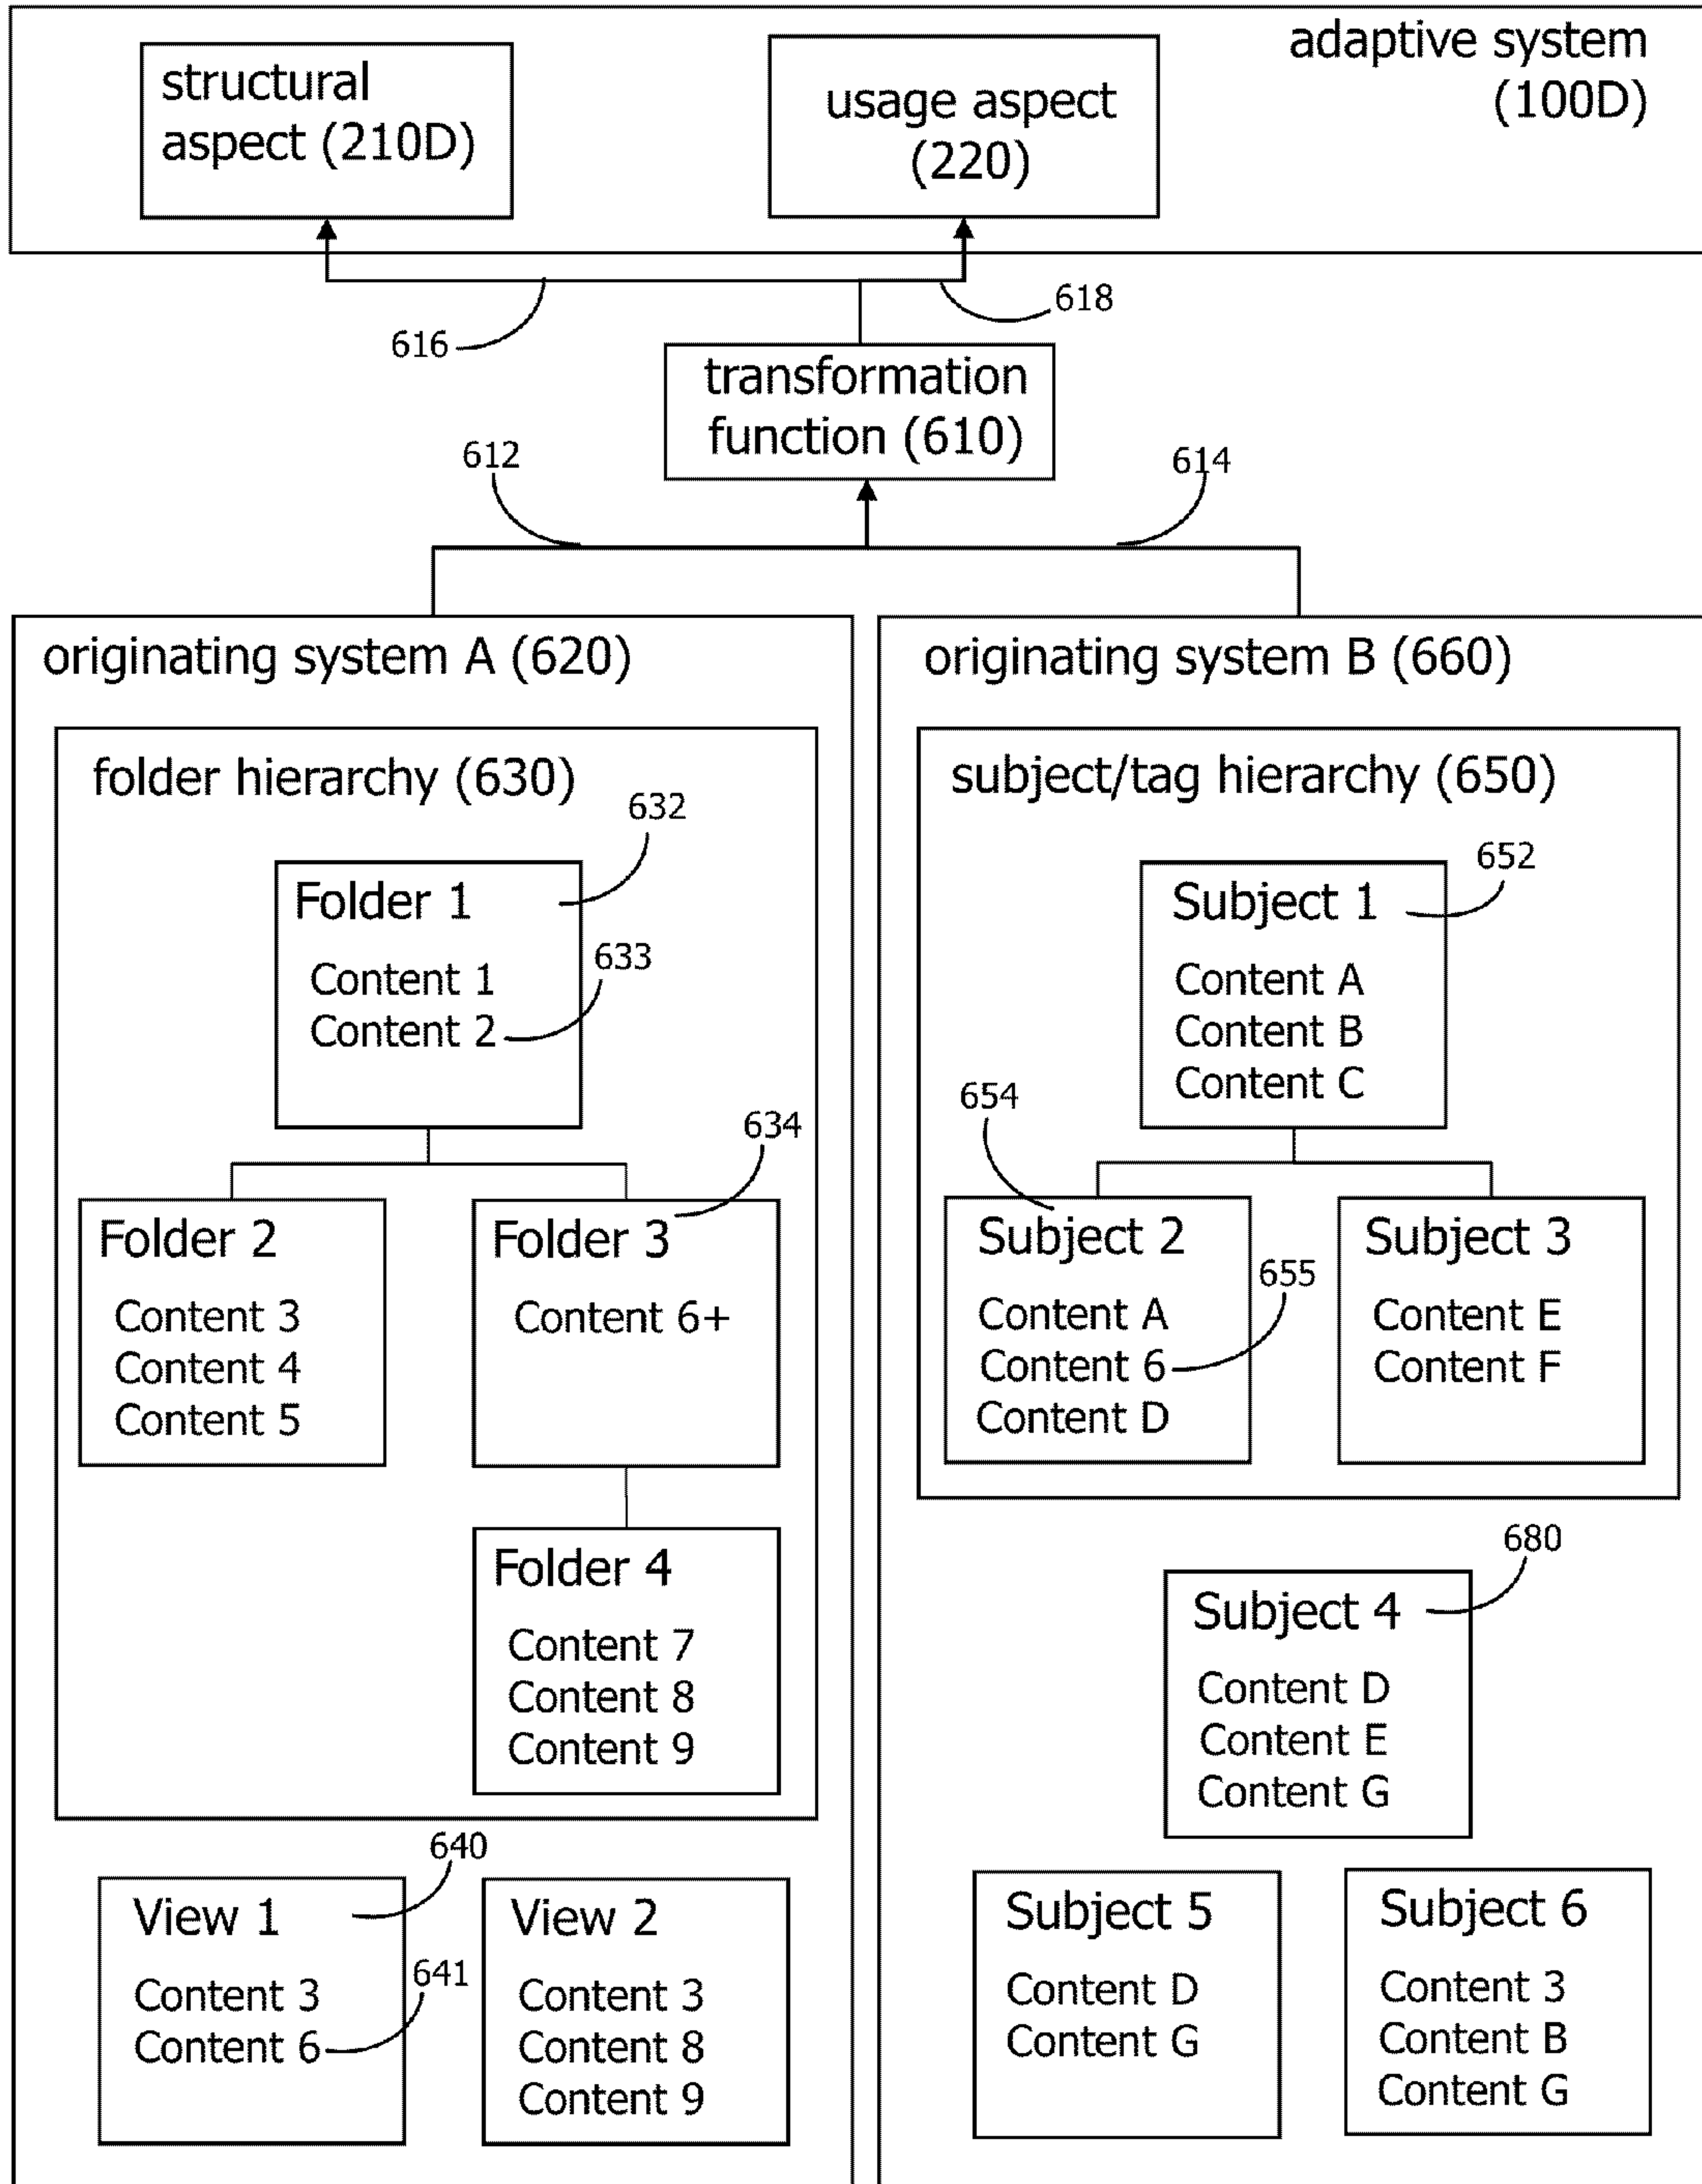 adaptive system
(100D)
structural
aspect (210D)
usage aspect
(220)
616
618
transformation
function (610)
612
614
originating system A (620)
folder hierarchy (630)
632
Folder 1
Content 1
633
Content 2
634
Folder 2
Content 3
Content 4
Content 5
Folder 3
Content 6+
Folder 4
Content 7
Content 8
Content 9
640
View 1
641
Content 3
Content 6
View 2
Content 3
Content 8
Content 9
originating system B (660)
subject/tag hierarchy (650)
652
Subject 1
Content A
Content B
Content C
654
Subject 2
655
Content A
Content 6
Content D
Subject 3
Content E
Content F
680
Subject 4
Content D
Content E
Content G
Subject 5
Content D
Content G
Subject 6
Content 3
Content B
Content G